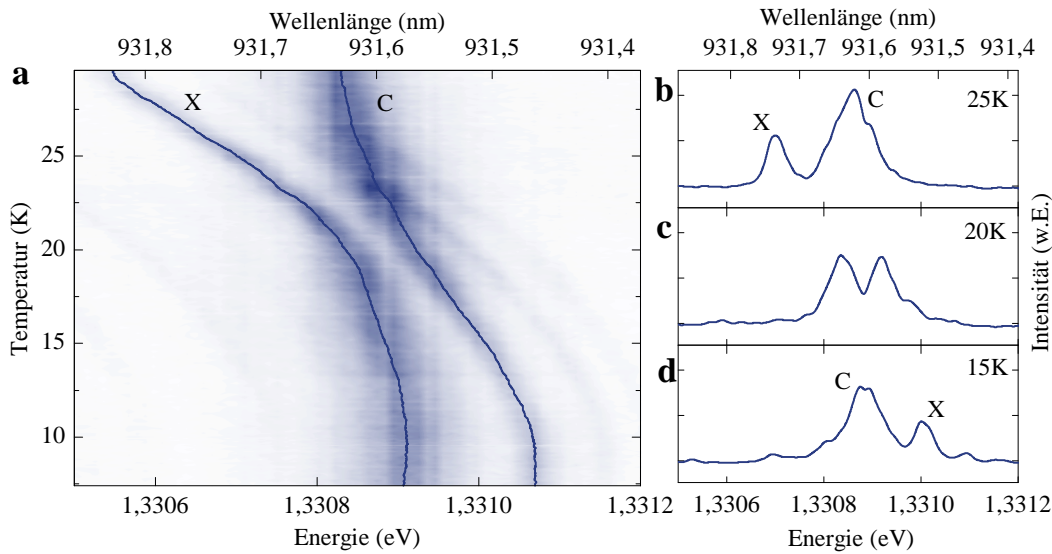 Wellenlänge (nm)
931,8 931,7 931,6 931,5 931,4
a
X
C
25
20
15
10
Temperatur (K)
1,3306 1,3308 1,3310 1,3312
Energie (eV)
Wellenlänge (nm)
931,8 931,7 931,6 931,5 931,4
b
X
C
25K
c
20K
d
C
X
15K
Intensität (w.E.)
1,3306 1,3308 1,3310 1,3312
Energie (eV)